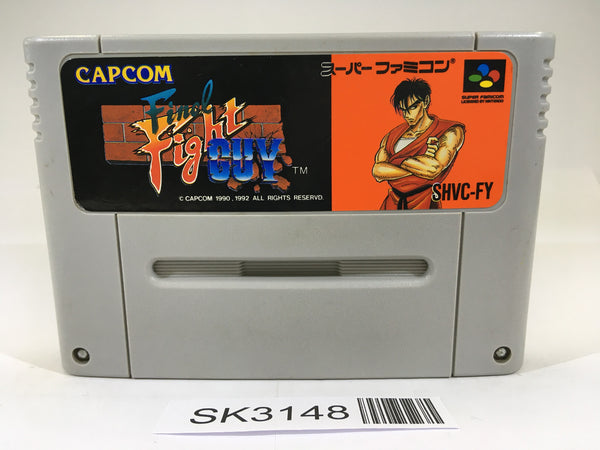 CAPCOM
Final
Fight
GUY
TM
© CAPCOM 1990, 1992 ALL RIGHTS RESERVD.
スーパーファミコン®
SUPER FAMICOM
LICENSED BY NINTENDO
SHVC-FY
SK3148